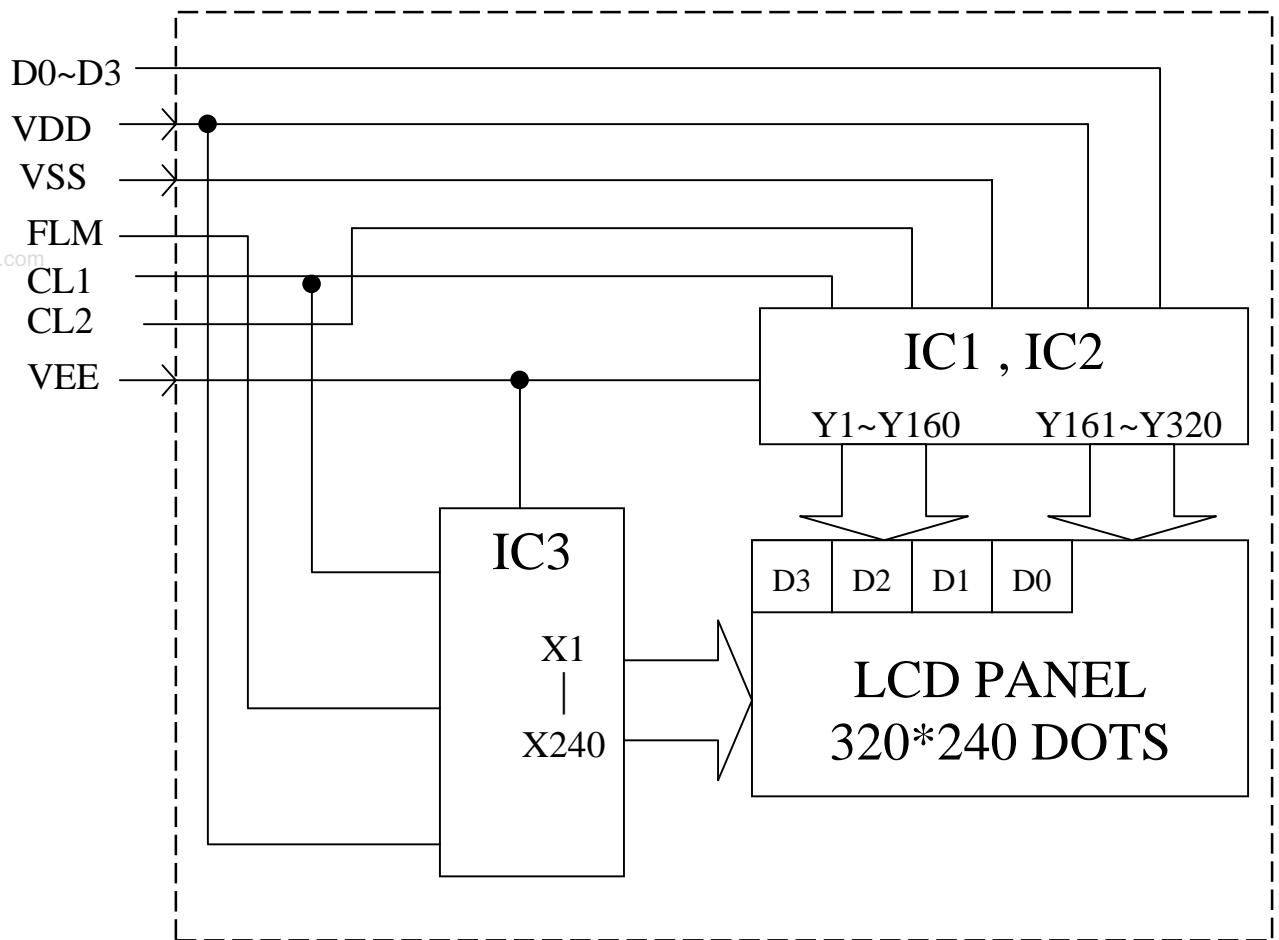 D0~D3
VDD
VSS
FLM
.com
CL1
CL2
VEE
IC1 , IC2
Y1~Y160 Y161~Y320
IC3
X1
X240
D3 D2 D1 D0
LCD PANEL
320*240 DOTS